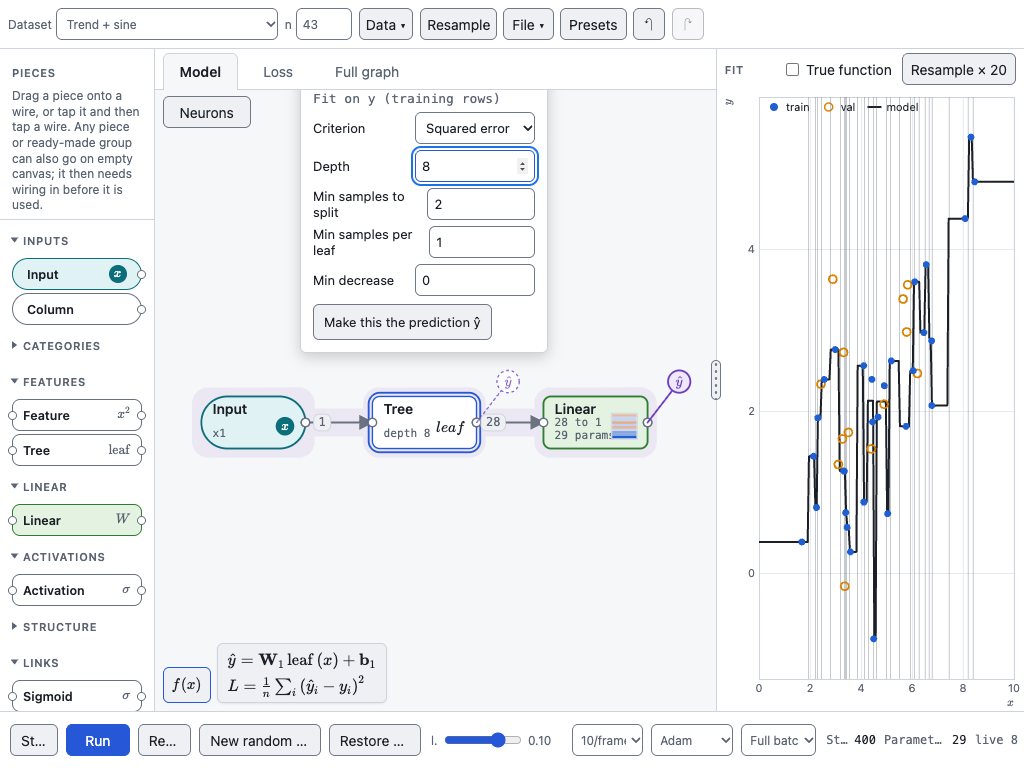 Dataset Trend + sine n 43 Data ▾ Resample File ▾ Presets
PIECES
Drag a piece onto a
wire, or tap it and then
tap a wire. Any piece
or ready-made group
can also go on empty
canvas; it then needs
wiring in before it is
used.
INPUTS
Input x
Column
CATEGORIES
FEATURES
Feature x²
Tree leaf
LINEAR
Linear W
ACTIVATIONS
Activation σ
STRUCTURE
LINKS
Sigmoid σ
Model Loss Full graph
Neurons
Fit on y (training rows)
Criterion Squared error
Depth 8
Min samples to
split 2
Min samples per
leaf 1
Min decrease 0
Make this the prediction ŷ
ŷ ŷ
Input
x1 x
1
Tree
depth 8 leaf
28
Linear
28 to 1
29 params
f(x)
ŷ = W₁ leaf (x) + b₁
L = 1/n ∑ᵢ (ŷᵢ − yᵢ)²
FIT True function Resample × 20
y
train val model
4
2
0
0 2 4 6 8 10
x
St... Run Re... New random ... Restore ... l. 0.10 10/frame Adam Full batc St… 400 Paramet… 29 live 8